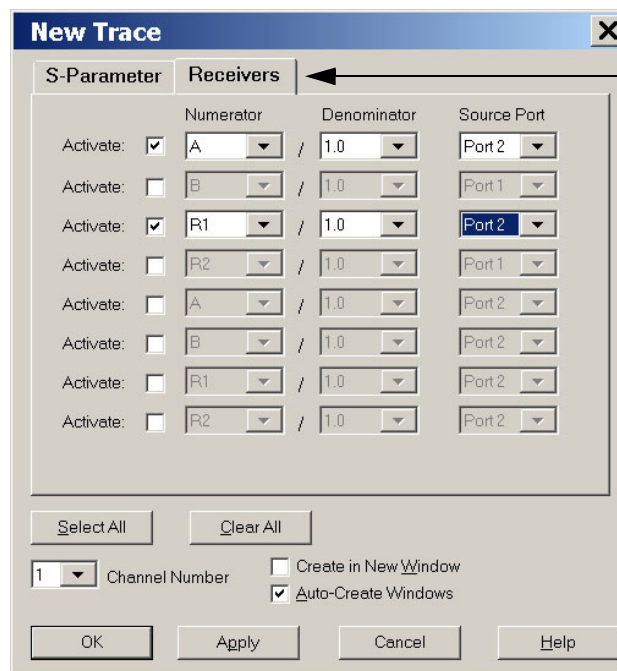 New Trace
S-Parameter Receivers
Numerator Denominator Source Port
Activate: A / 1.0 Port 2
Activate: B / 1.0 Port 1
Activate: R1 / 1.0 Port 2
Activate: R2 / 1.0 Port 1
Activate: A / 1.0 Port 2
Activate: B / 1.0 Port 2
Activate: R1 / 1.0 Port 2
Activate: R2 / 1.0 Port 2
Select All Clear All
1 Channel Number
Create in New Window
Auto-Create Windows
OK Apply Cancel Help